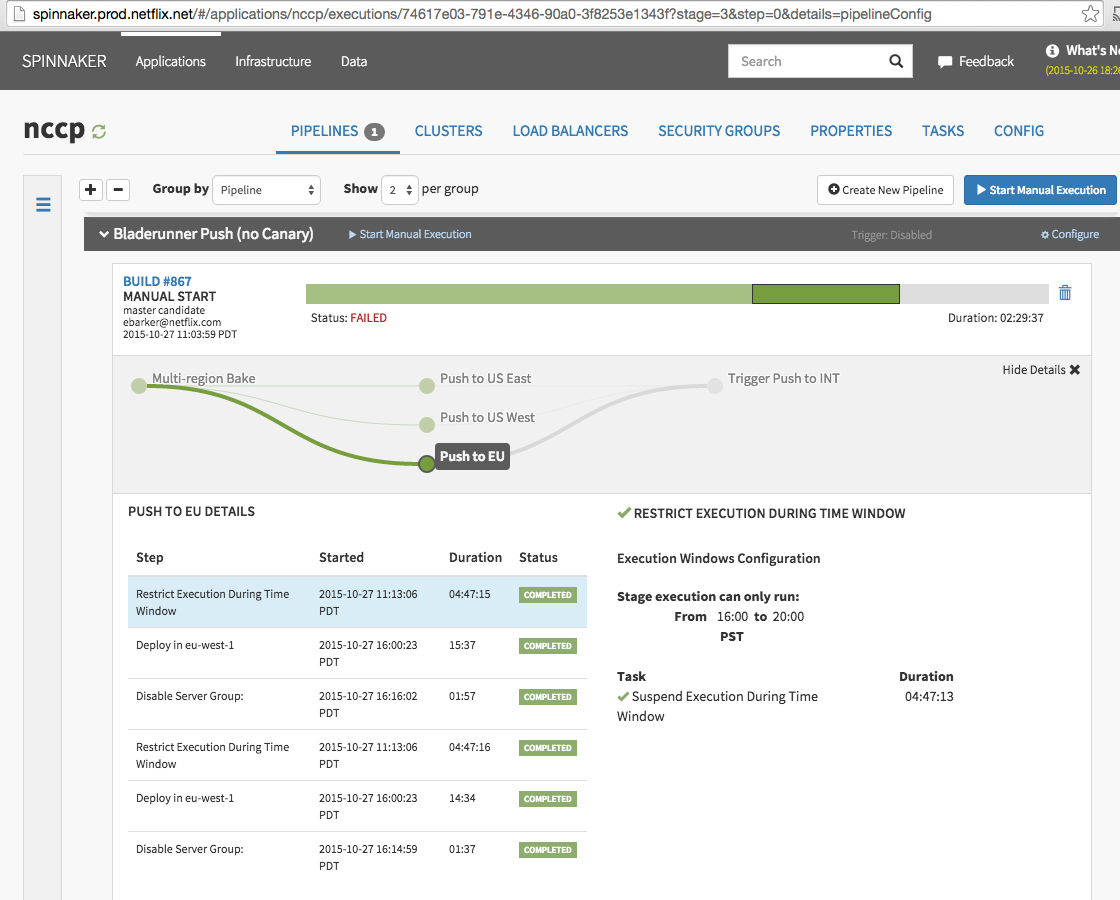 spinnaker.prod.netflix.net/#/applications/nccp/executions/74617e03-791e-4346-90a0-3f8253e1343f?stage=3&step=0&details=pipelineConfig
SPINNAKER Applications Infrastructure Data Search Feedback What's Ne
(2015-10-26 18:26
nccp PIPELINES 1 CLUSTERS LOAD BALANCERS SECURITY GROUPS PROPERTIES TASKS CONFIG
Group by Pipeline Show 2 per group Create New Pipeline Start Manual Execution
Bladerunner Push (no Canary) Start Manual Execution Trigger: Disabled Configure
BUILD #867
MANUAL START
master candidate
ebarker@netflix.com
2015-10-27 11:03:59 PDT
Status: FAILED Duration: 02:29:37
Hide Details
Multi-region Bake Push to US East Trigger Push to INT
Push to US West
Push to EU
PUSH TO EU DETAILS
Step Started Duration Status
Restrict Execution During Time Window 2015-10-27 11:13:06 PDT 04:47:15 COMPLETED
Deploy in eu-west-1 2015-10-27 16:00:23 PDT 15:37 COMPLETED
Disable Server Group: 2015-10-27 16:16:02 PDT 01:57 COMPLETED
Restrict Execution During Time Window 2015-10-27 11:13:06 PDT 04:47:16 COMPLETED
Deploy in eu-west-1 2015-10-27 16:00:23 PDT 14:34 COMPLETED
Disable Server Group: 2015-10-27 16:14:59 PDT 01:37 COMPLETED
RESTRICT EXECUTION DURING TIME WINDOW
Execution Windows Configuration
Stage execution can only run:
From 16:00 to 20:00
PST
Task Duration
Suspend Execution During Time Window 04:47:13